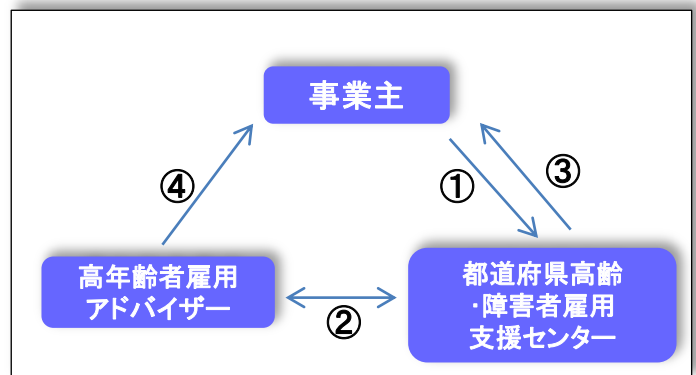 事業主
④
①
③
高年齢者雇用
アドバイザー
②
都道府県高齢
・障害者雇用
支援センター